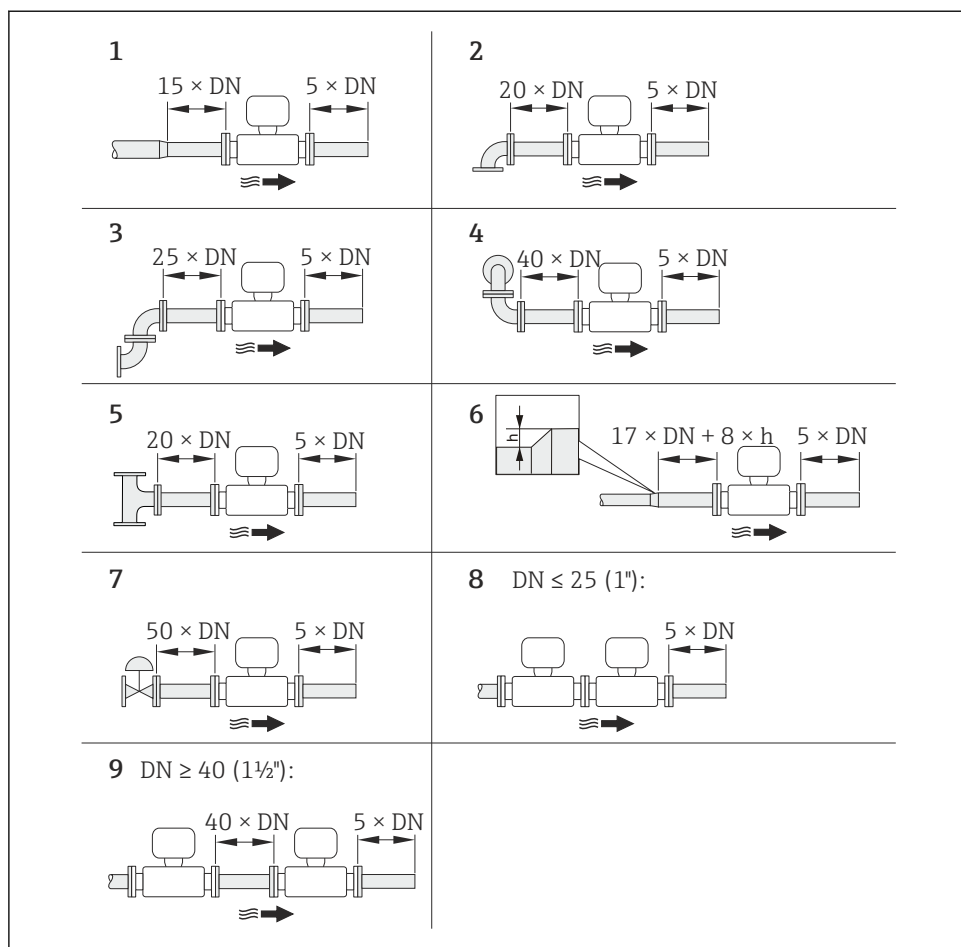 1
15 × DN 5 × DN
2
20 × DN 5 × DN
3
25 × DN 5 × DN
4
40 × DN 5 × DN
5
20 × DN 5 × DN
6
h
17 × DN + 8 × h 5 × DN
7
50 × DN 5 × DN
8 DN ≤ 25 (1"):
5 × DN
9 DN ≥ 40 (1½"):
40 × DN 5 × DN